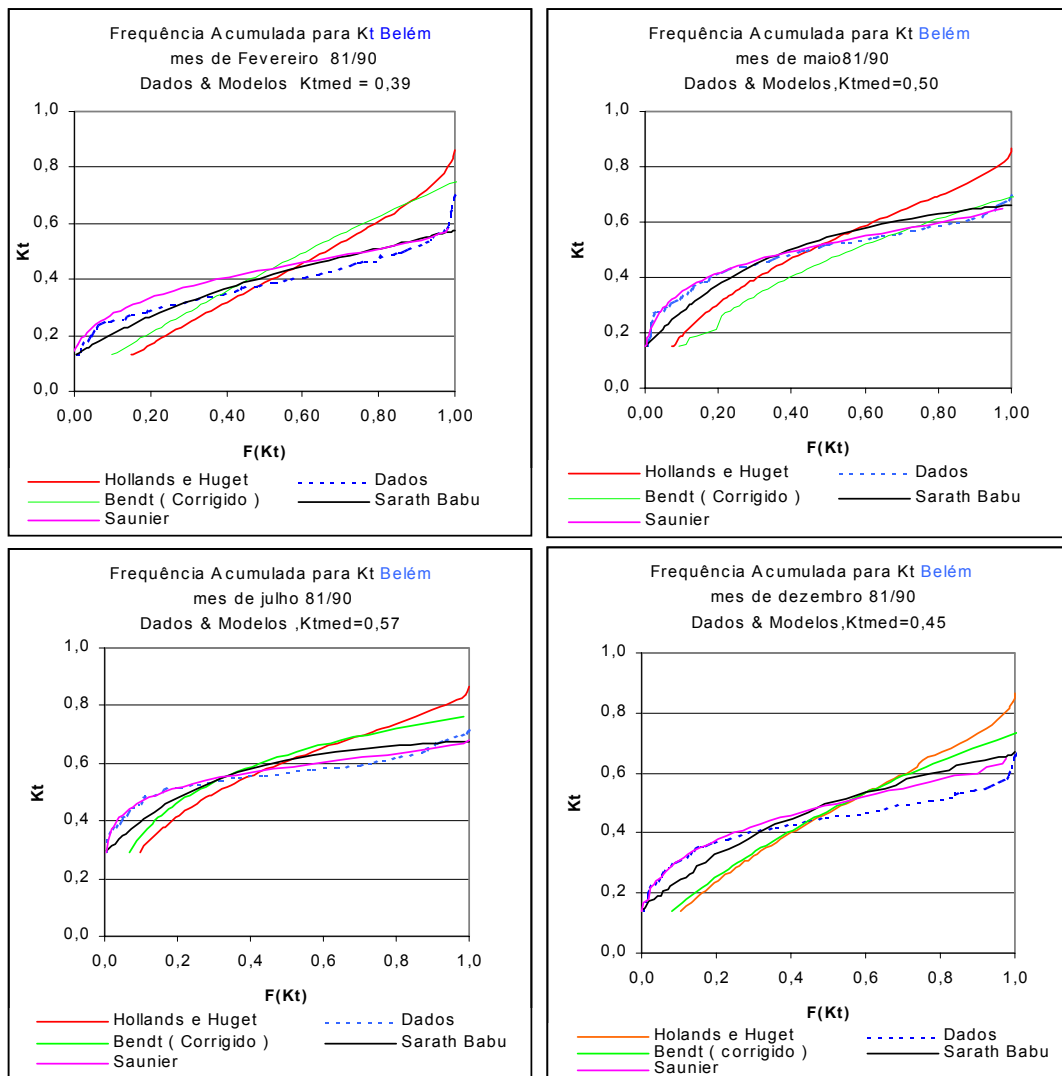 Frequência Acumulada para Kt Belém
mes de Fevereiro 81/90
Dados & Modelos Ktmed = 0,39
1,0
0,8
0,6
0,4
0,2
0,0
Kt
0,00 0,20 0,40 0,60 0,80 1,00
F(Kt)
Hollands e Huget Dados
Bendt ( Corrigido ) Sarath Babu
Saunier
Frequência Acumulada para Kt Belém
mes de maio81/90
Dados & Modelos,Ktmed=0,50
1,0
0,8
0,6
0,4
0,2
0,0
Kt
0,00 0,20 0,40 0,60 0,80 1,00
F(Kt)
Hollands e Huget Dados
Bendt ( Corrigido ) Sarath Babu
Saunier
Frequência Acumulada para Kt Belém
mes de julho 81/90
Dados & Modelos ,Ktmed=0,57
1,0
0,8
0,6
0,4
0,2
0,0
Kt
0,0 0,2 0,4 0,6 0,8 1,0
F(Kt)
Hollands e Huget Dados
Bendt ( Corrigido ) Sarath Babu
Saunier
Frequência Acumulada para Kt Belém
mes de dezembro 81/90
Dados & Modelos,Ktmed=0,45
1,0
0,8
0,6
0,4
0,2
0,0
Kt
0,0 0,2 0,4 0,6 0,8 1,0
F(Kt)
Holands e Huget Dados
Bendt ( corrigido ) Sarath Babu
Saunier